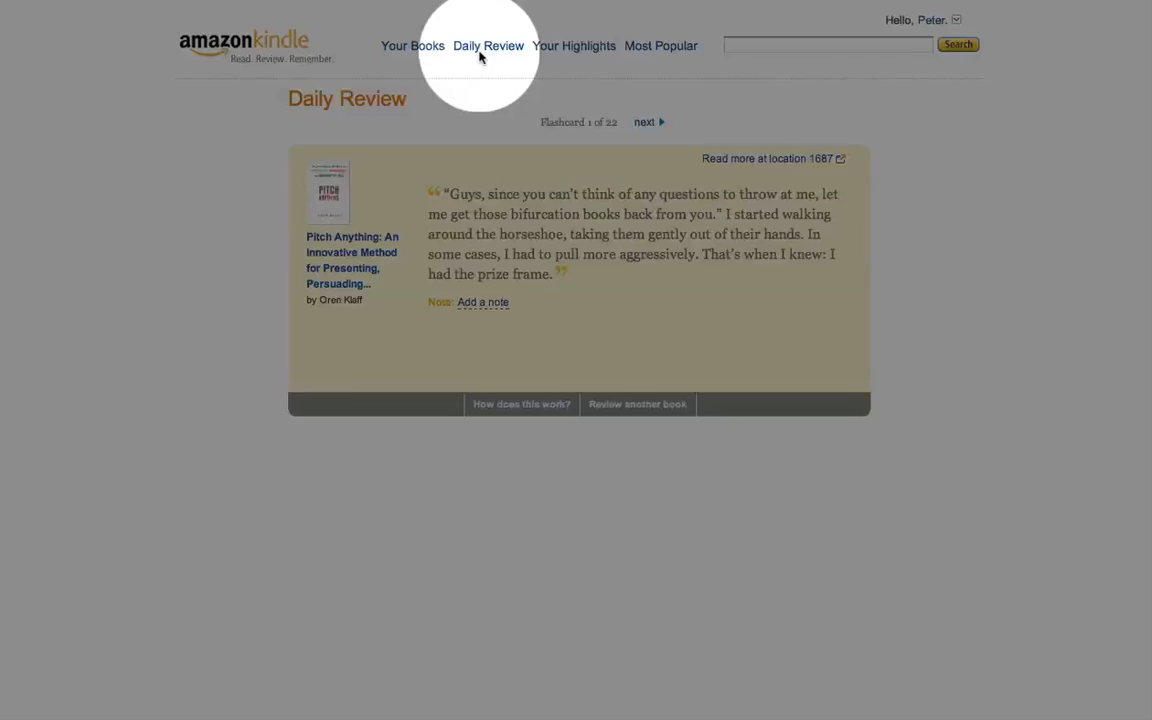 Hello, Peter.
amazonkindle
Read. Review. Remember.
Your Books Daily Review Your Highlights Most Popular
Search
Daily Review
Flashcard 1 of 22 next
Read more at location 1687
PITCH
ANYTHING
Pitch Anything: An
Innovative Method
for Presenting,
Persuading...
by Oren Klaff
“ “Guys, since you can’t think of any questions to throw at me, let
me get those bifurcation books back from you.” I started walking
around the horseshoe, taking them gently out of their hands. In
some cases, I had to pull more aggressively. That’s when I knew: I
had the prize frame. ”
Note: Add a note
How does this work? Review another book